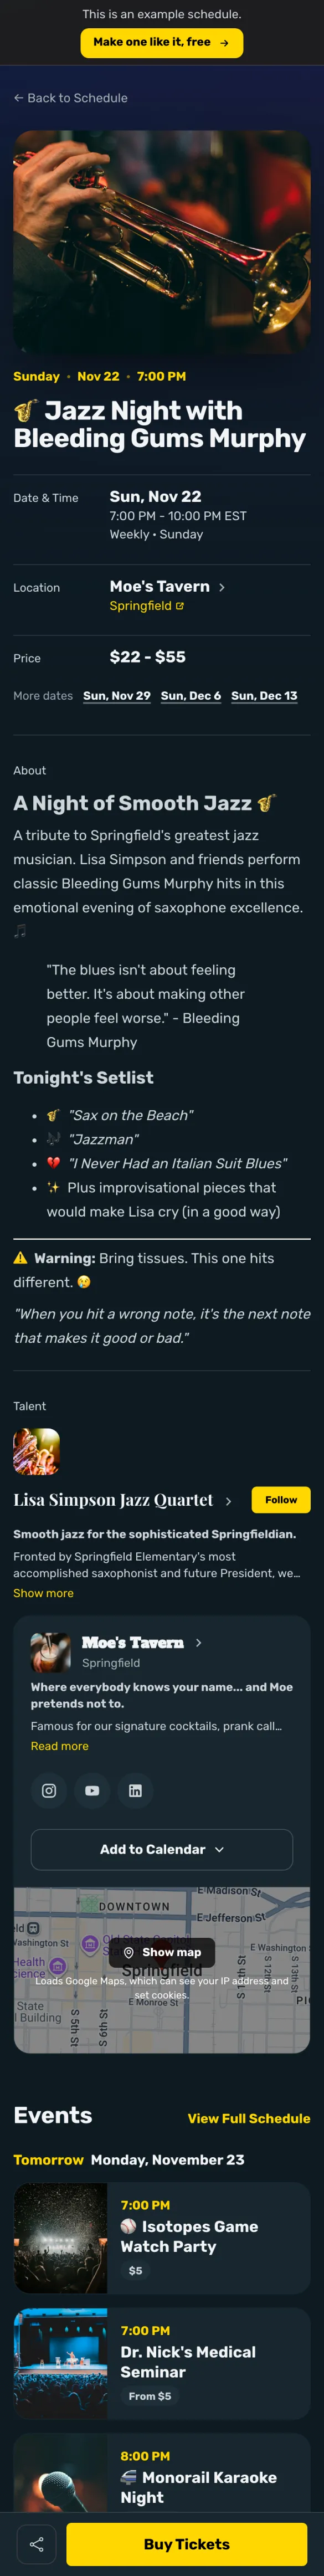 This is an example schedule.
Make one like it, free →
← Back to Schedule
Sunday • Nov 22 • 7:00 PM
🎷 Jazz Night with
Bleeding Gums Murphy
Date & Time
Sun, Nov 22
7:00 PM - 10:00 PM EST
Weekly • Sunday
Location
Moe's Tavern
Springfield
Price
$22 - $55
More dates Sun, Nov 29 Sun, Dec 6 Sun, Dec 13
About
A Night of Smooth Jazz 🎷
A tribute to Springfield's greatest jazz
musician. Lisa Simpson and friends perform
classic Bleeding Gums Murphy hits in this
emotional evening of saxophone excellence.
🎵
"The blues isn't about feeling
better. It's about making other
people feel worse." - Bleeding
Gums Murphy
Tonight's Setlist
• 🎷 "Sax on the Beach"
• 🎶 "Jazzman"
• 💔 "I Never Had an Italian Suit Blues"
• ✨ Plus improvisational pieces that
would make Lisa cry (in a good way)
⚠️ Warning: Bring tissues. This one hits
different. 😢
"When you hit a wrong note, it's the next note
that makes it good or bad."
Talent
Lisa Simpson Jazz Quartet
Follow
Smooth jazz for the sophisticated Springfieldian.
Fronted by Springfield Elementary's most
accomplished saxophonist and future President, we…
Show more
Moe's Tavern
Springfield
Where everybody knows your name... and Moe
pretends not to.
Famous for our signature cocktails, prank call…
Read more
Add to Calendar
DOWNTOWN
E Madison St
E Jefferson St
Washington St
E Washington St
Old State Capitol
Health
Science
Show map
Springfield
Loads Google Maps, which can see your IP address and
set cookies.
E Monroe St
State
l Building
S 5th St
S 9th St
S 12th St
S 13th St
Events
View Full Schedule
Tomorrow Monday, November 23
7:00 PM
⚾ Isotopes Game
Watch Party
$5
7:00 PM
Dr. Nick's Medical
Seminar
From $5
8:00 PM
🚝 Monorail Karaoke
Night
Buy Tickets